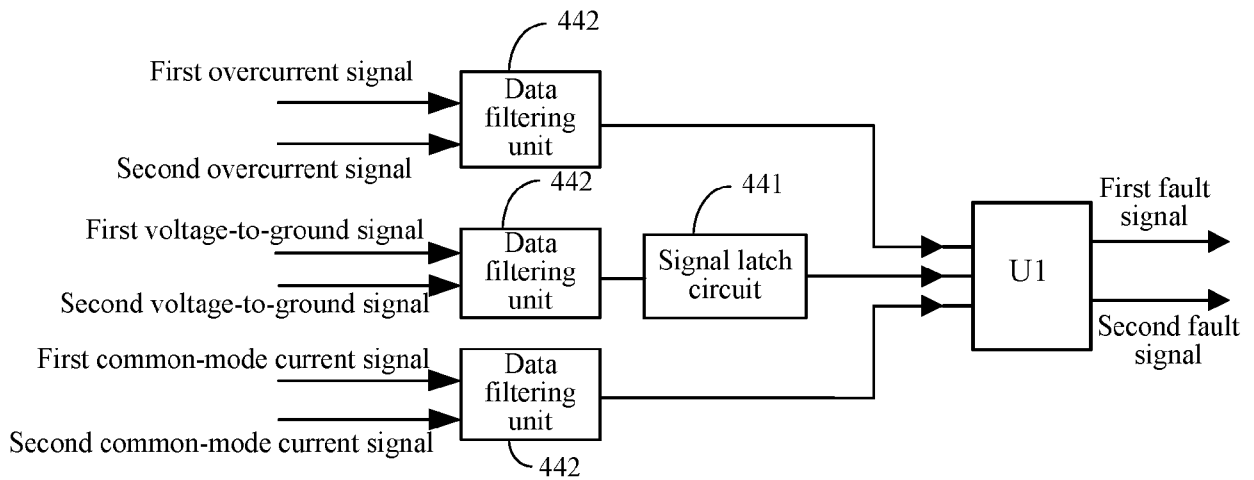 442
First overcurrent signal
Data
filtering
unit
Second overcurrent signal
442
441
First voltage-to-ground signal
Data
filtering
unit
Signal latch
circuit
Second voltage-to-ground signal
First fault
signal
U1
Second fault
signal
First common-mode current signal
Data
filtering
unit
Second common-mode current signal
442